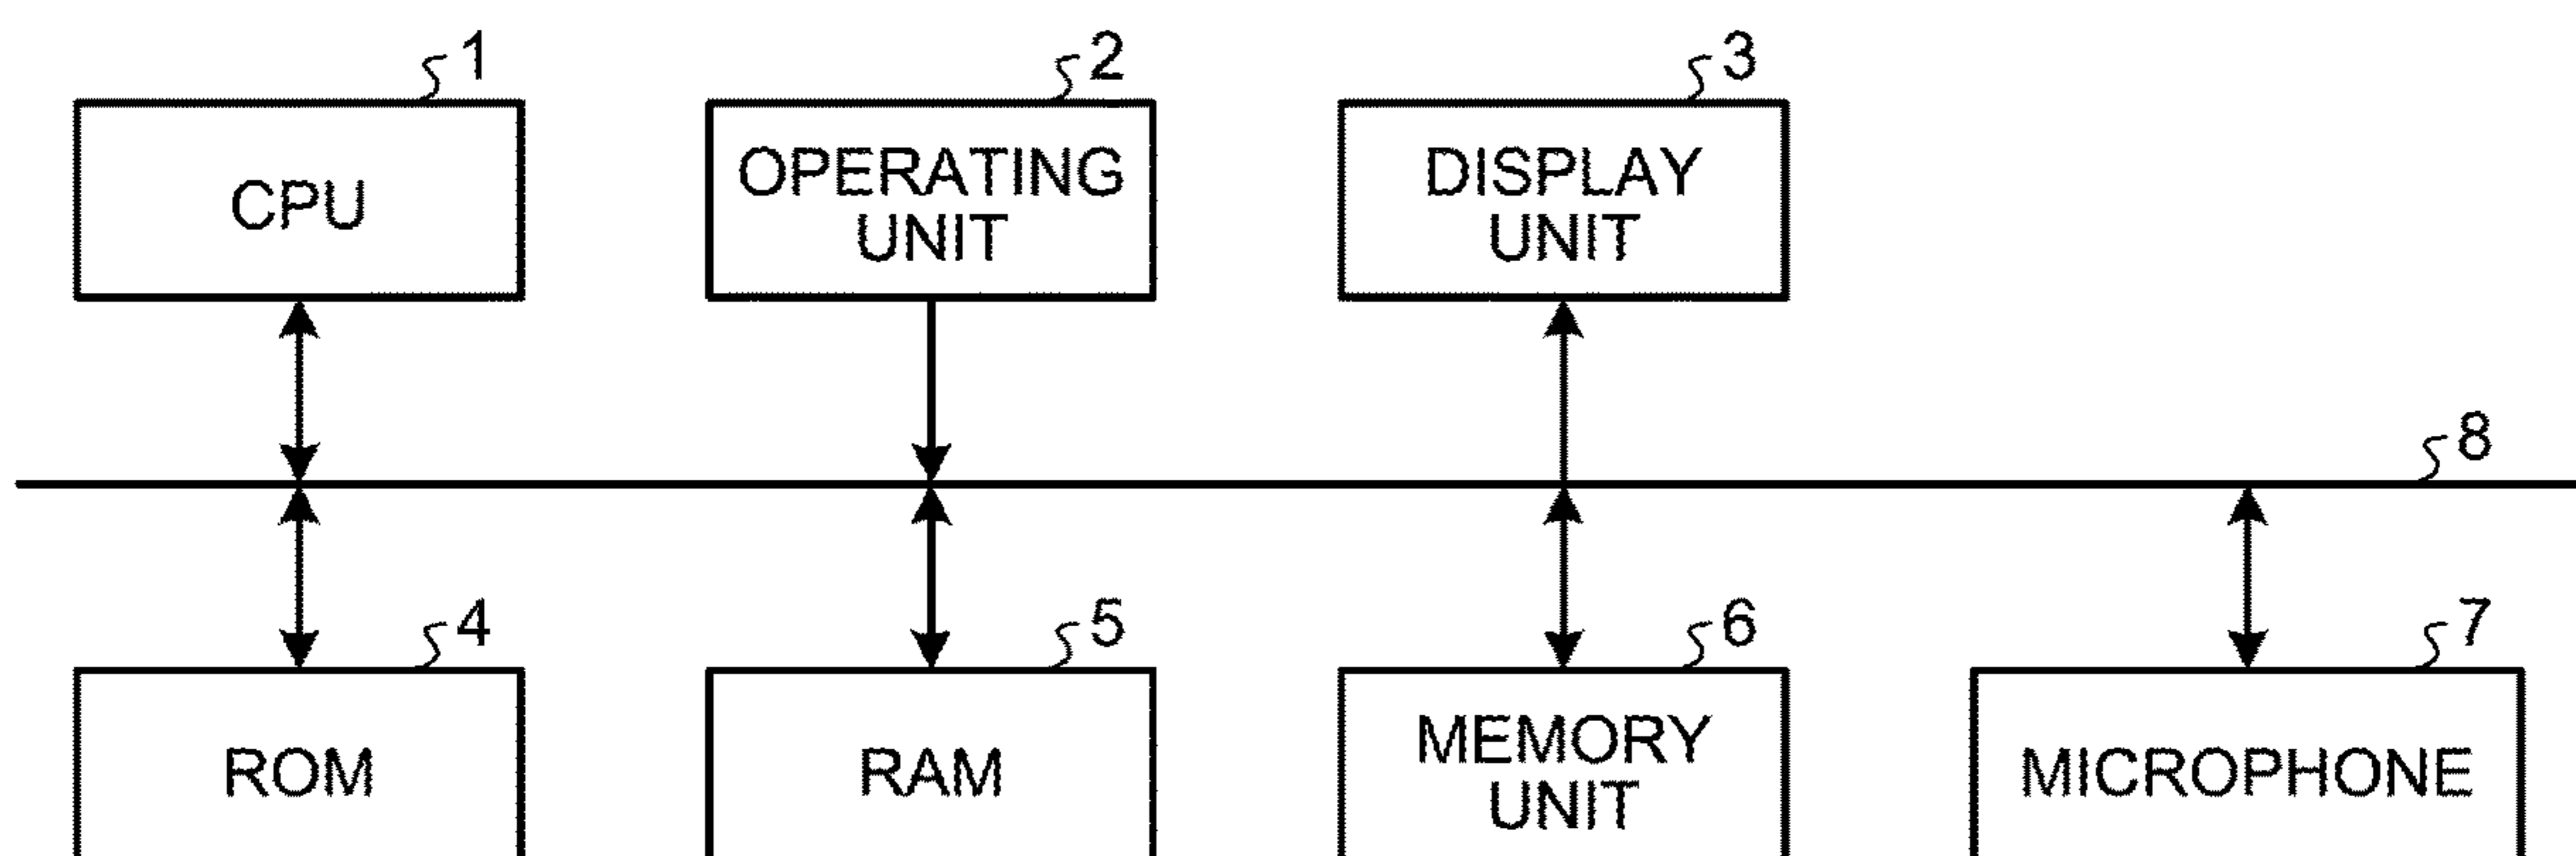 1
2
3
CPU
OPERATING
UNIT
DISPLAY
UNIT
8
4
5
6
7
ROM
RAM
MEMORY
UNIT
MICROPHONE